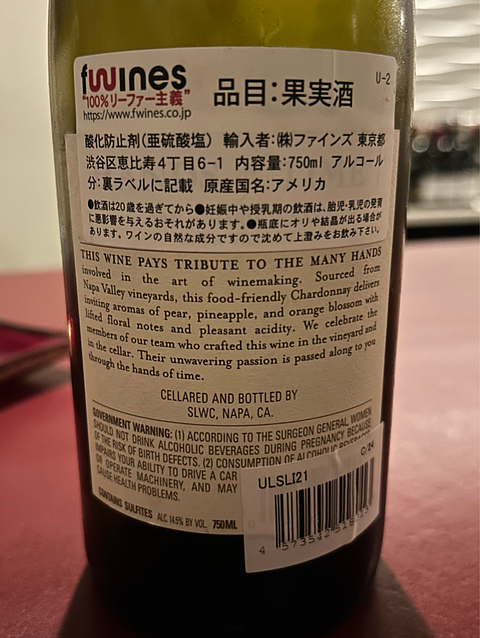 fwines
"100%リーファー主義"
https://www.fwines.co.jp
品目:果実酒
U-2
酸化防止剤(亜硫酸塩) 輸入者:㈱ファインズ 東京都
渋谷区恵比寿4丁目6-1 内容量:750ml アルコール
分:裏ラベルに記載 原産国名:アメリカ
●飲酒は20歳を過ぎてから●妊娠中や授乳期の飲酒は、胎児・乳児の発育
に悪影響を与えるおそれがあります。●瓶底にオリや結晶が出る場合が
あります。ワインの自然な成分ですので沈めて上澄みをお飲み下さい。
THIS WINE PAYS TRIBUTE TO THE MANY HANDS
involved in the art of winemaking. Sourced from
Napa Valley vineyards, this food-friendly Chardonnay delivers
inviting aromas of pear, pineapple, and orange blossom with
lifted floral notes and pleasant acidity. We celebrate the
members of our team who crafted this wine in the vineyard and
in the cellar. Their unwavering passion is passed along to you
through the hands of time.
CELLARED AND BOTTLED BY
SLWC, NAPA, CA.
GOVERNMENT WARNING: (1) ACCORDING TO THE SURGEON GENERAL, WOMEN
SHOULD NOT DRINK ALCOHOLIC BEVERAGES DURING PREGNANCY BECAUSE
OF THE RISK OF BIRTH DEFECTS. (2) CONSUMPTION OF ALCOHOLIC
IMPAIRS YOUR ABILITY TO DRIVE A CAR
OR OPERATE MACHINERY, AND MAY
CAUSE HEALTH PROBLEMS.
CONTAINS SULFITES ALC 14.5% BY VOL. 750ML
C/24
ULSLI21